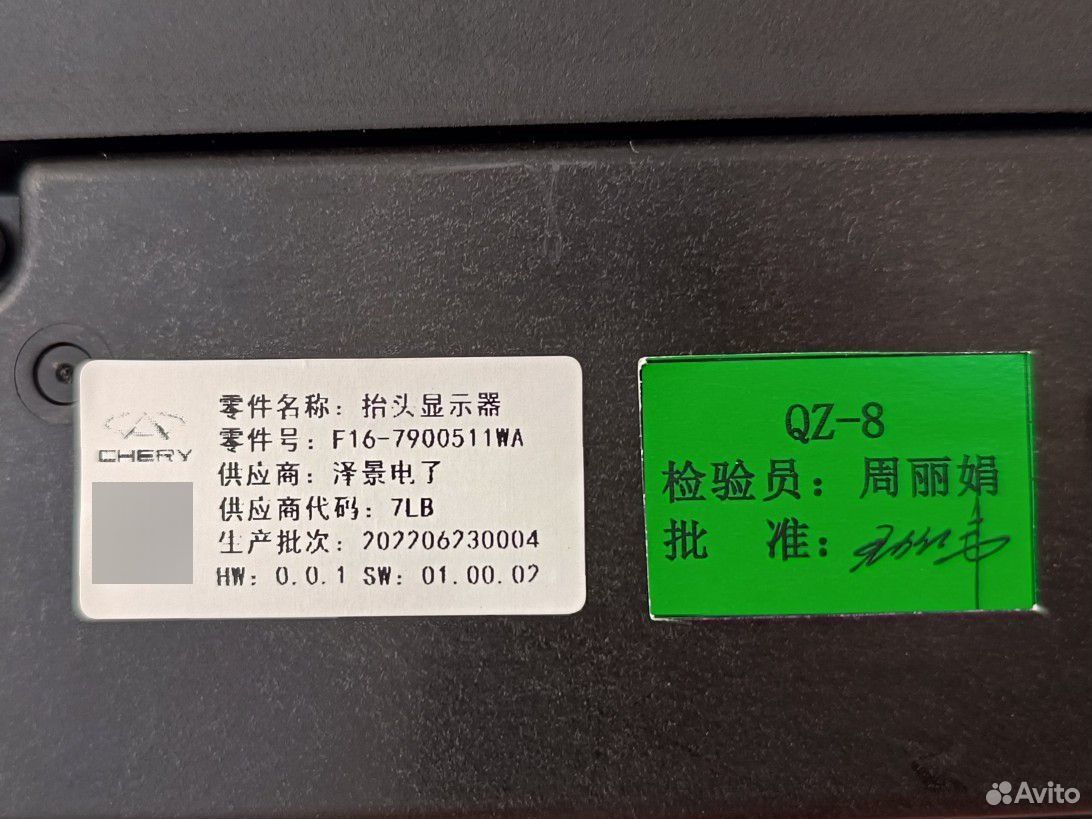 CHERY
零件名称：抬头显示器
零件号：F16-7900511WA
供应商：泽景电了
供应商代码：7LB
生产批次：202206230004
HW：0.0.1 SW：01.00.02
QZ-8
检验员：周丽娟
批 准：
Avito